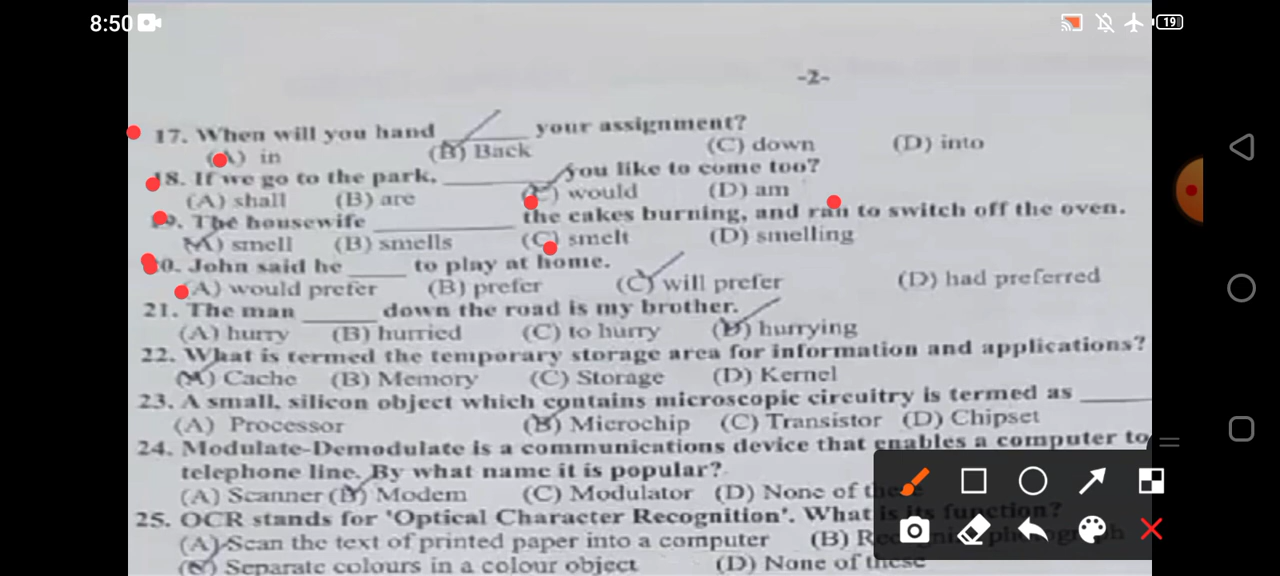 8:50
19
-2-
17. When will you hand ______ your assignment?
(A) in (B) Back (C) down (D) into
18. If we go to the park, ______ you like to come too?
(A) shall (B) are (C) would (D) am
19. The housewife ______ the cakes burning, and ran to switch off the oven.
(A) smell (B) smells (C) smelt (D) smelling
20. John said he ____ to play at home.
(A) would prefer (B) prefer (C) will prefer (D) had preferred
21. The man _____ down the road is my brother.
(A) hurry (B) hurried (C) to hurry (D) hurrying
22. What is termed the temporary storage area for information and applications?
(A) Cache (B) Memory (C) Storage (D) Kernel
23. A small, silicon object which contains microscopic circuitry is termed as _____
(A) Processor (B) Microchip (C) Transistor (D) Chipset
24. Modulate-Demodulate is a communications device that enables a computer to
telephone line. By what name it is popular?
(A) Scanner (B) Modem (C) Modulator (D) None of these
25. OCR stands for 'Optical Character Recognition'. What is its function?
(A) Scan the text of printed paper into a computer (B)
Separate colours in a colour object (D) None of these